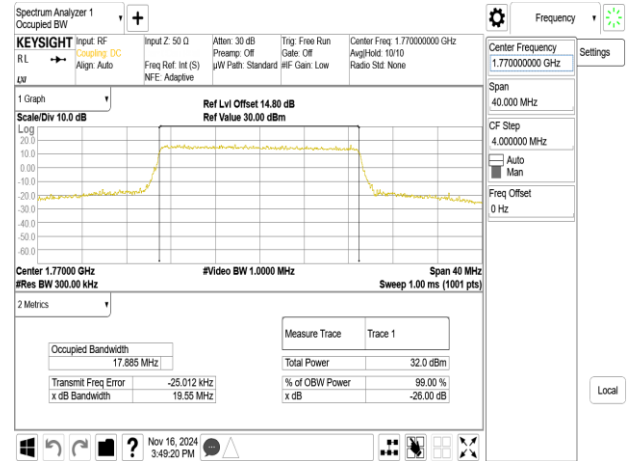 Spectrum Analyzer 1
Occupied BW
Frequency
KEYSIGHT
RL
Input: RF
Coupling: DC
Align: Auto
Input Z: 50 Ω
Freq Ref: Int (S)
NFE: Adaptive
Atten: 30 dB
Preamp: Off
µW Path: Standard
Trig: Free Run
Gate: Off
#IF Gain: Low
Center Freq: 1.770000000 GHz
Avg|Hold: 10/10
Radio Std: None
Center Frequency
1.770000000 GHz
Settings
Span
40.000 MHz
CF Step
4.000000 MHz
Auto
Man
Freq Offset
0 Hz
Local
1 Graph
Scale/Div 10.0 dB
Ref Lvl Offset 14.80 dB
Ref Value 30.00 dBm
Log
20.0
10.0
0.00
-10.0
-20.0
-30.0
-40.0
-50.0
-60.0
Center 1.77000 GHz
#Video BW 1.0000 MHz
Span 40 MHz
#Res BW 300.00 kHz
Sweep 1.00 ms (1001 pts)
2 Metrics
Measure Trace
Trace 1
Occupied Bandwidth
17.885 MHz
Total Power
32.0 dBm
Transmit Freq Error
-25.012 kHz
% of OBW Power
99.00 %
x dB Bandwidth
19.55 MHz
x dB
-26.00 dB
?
Nov 16, 2024
3:49:20 PM